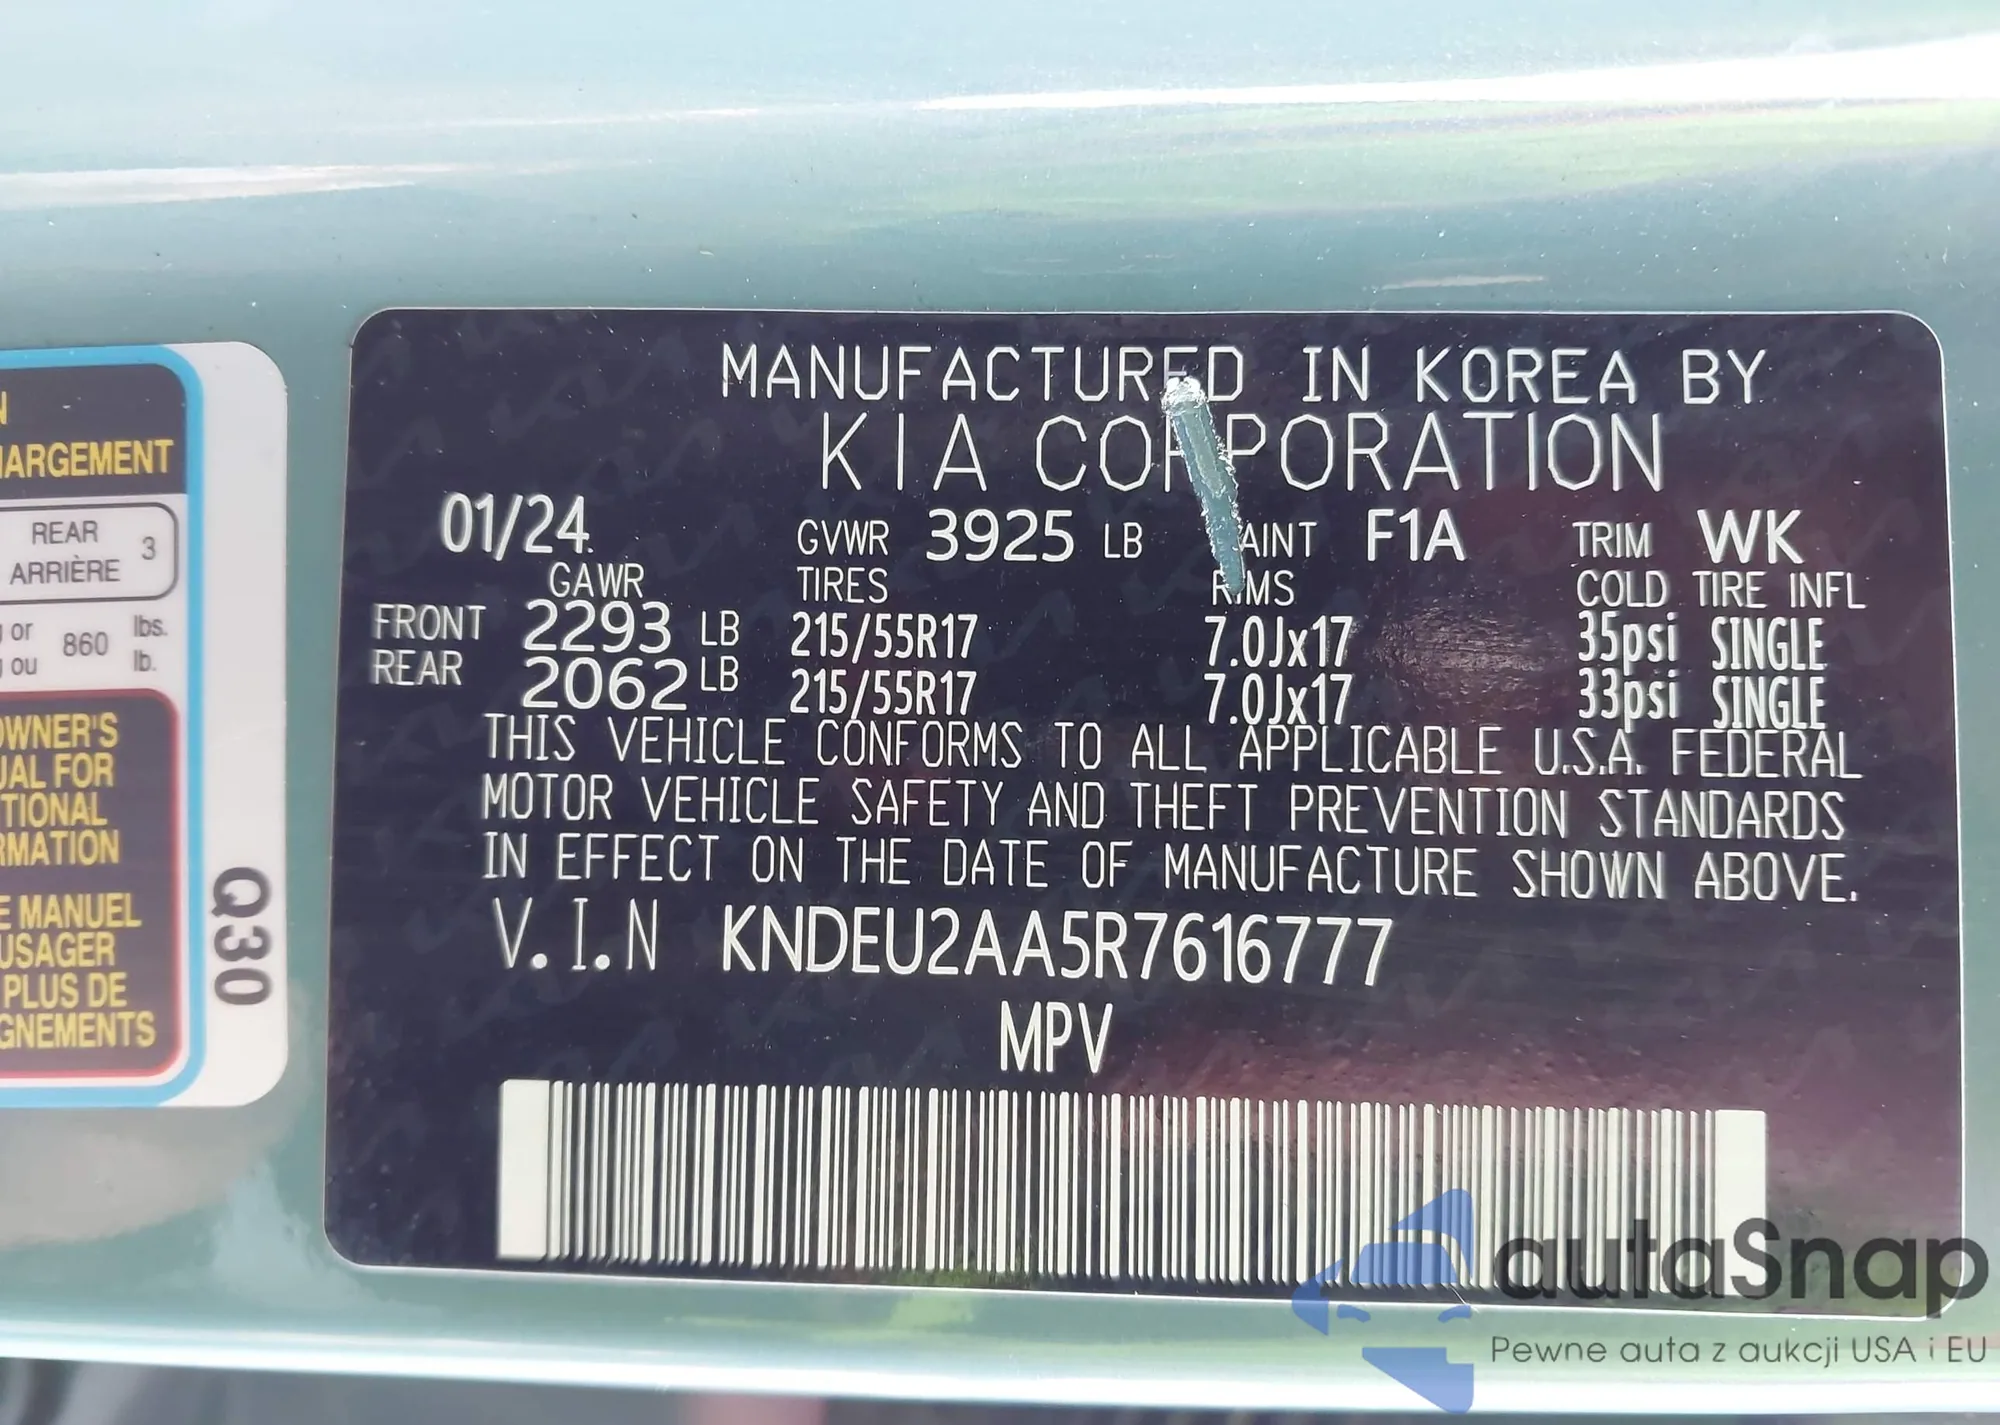 N
HARGEMENT
REAR
ARRIÈRE 3
or 860 lbs.
ou lb.
OWNER'S
UAL FOR
TIONAL
RMATION
E MANUEL
USAGER
PLUS DE
GNEMENTS
Q30
MANUFACTURED IN KOREA BY
KIA CORPORATION
01/24 GVWR 3925 LB PAINT F1A TRIM WK
GAWR TIRES RIMS COLD TIRE INFL
FRONT 2293 LB 215/55R17 7.0Jx17 35psi SINGLE
REAR 2062 LB 215/55R17 7.0Jx17 33psi SINGLE
THIS VEHICLE CONFORMS TO ALL APPLICABLE U.S.A. FEDERAL
MOTOR VEHICLE SAFETY AND THEFT PREVENTION STANDARDS
IN EFFECT ON THE DATE OF MANUFACTURE SHOWN ABOVE.
V.I.N KNDEU2AA5R7616777
MPV
autaSnap
Pewne auta z aukcji USA i EU